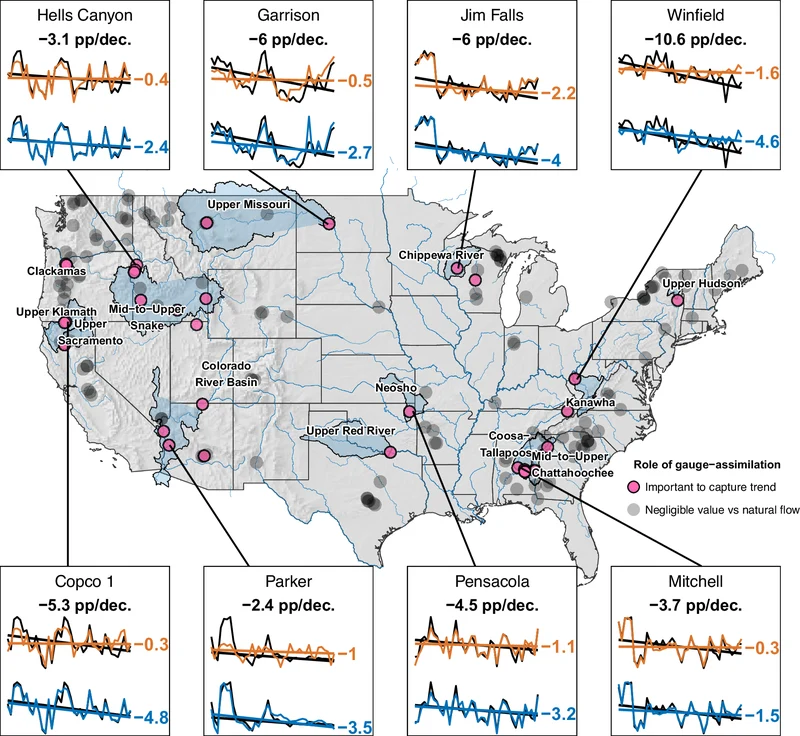 Hells Canyon
−3.1 pp/dec.
−0.4
−2.4
Garrison
−6 pp/dec.
−0.5
−2.7
Jim Falls
−6 pp/dec.
−2.2
−4
Winfield
−10.6 pp/dec.
−1.6
−4.6
Upper Missouri
Chippewa River
Clackamas
Upper Hudson
Upper Klamath
Mid−to−Upper
Snake
Upper
Sacramento
Colorado
River Basin
Neosho
Kanawha
Upper Red River
Coosa−
Tallapoosa
Mid−to−Upper
Chattahoochee
Role of gauge−assimilation
Important to capture trend
Negligible value vs natural flow
Copco 1
−5.3 pp/dec.
−0.3
−4.8
Parker
−2.4 pp/dec.
−1
−3.5
Pensacola
−4.5 pp/dec.
−1.1
−3.2
Mitchell
−3.7 pp/dec.
−0.3
−1.5